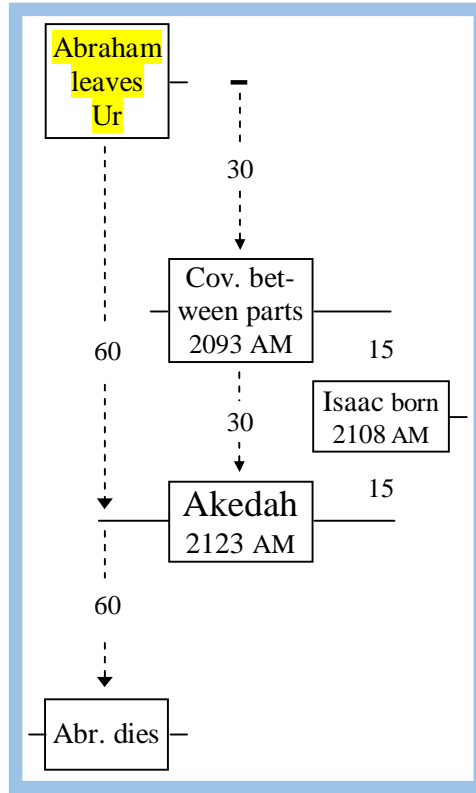 Abraham
leaves
Ur
30
Cov. bet-
ween parts
2093 AM
60
15
Isaac born
2108 AM
30
15
Akedah
2123 AM
60
Abr. dies